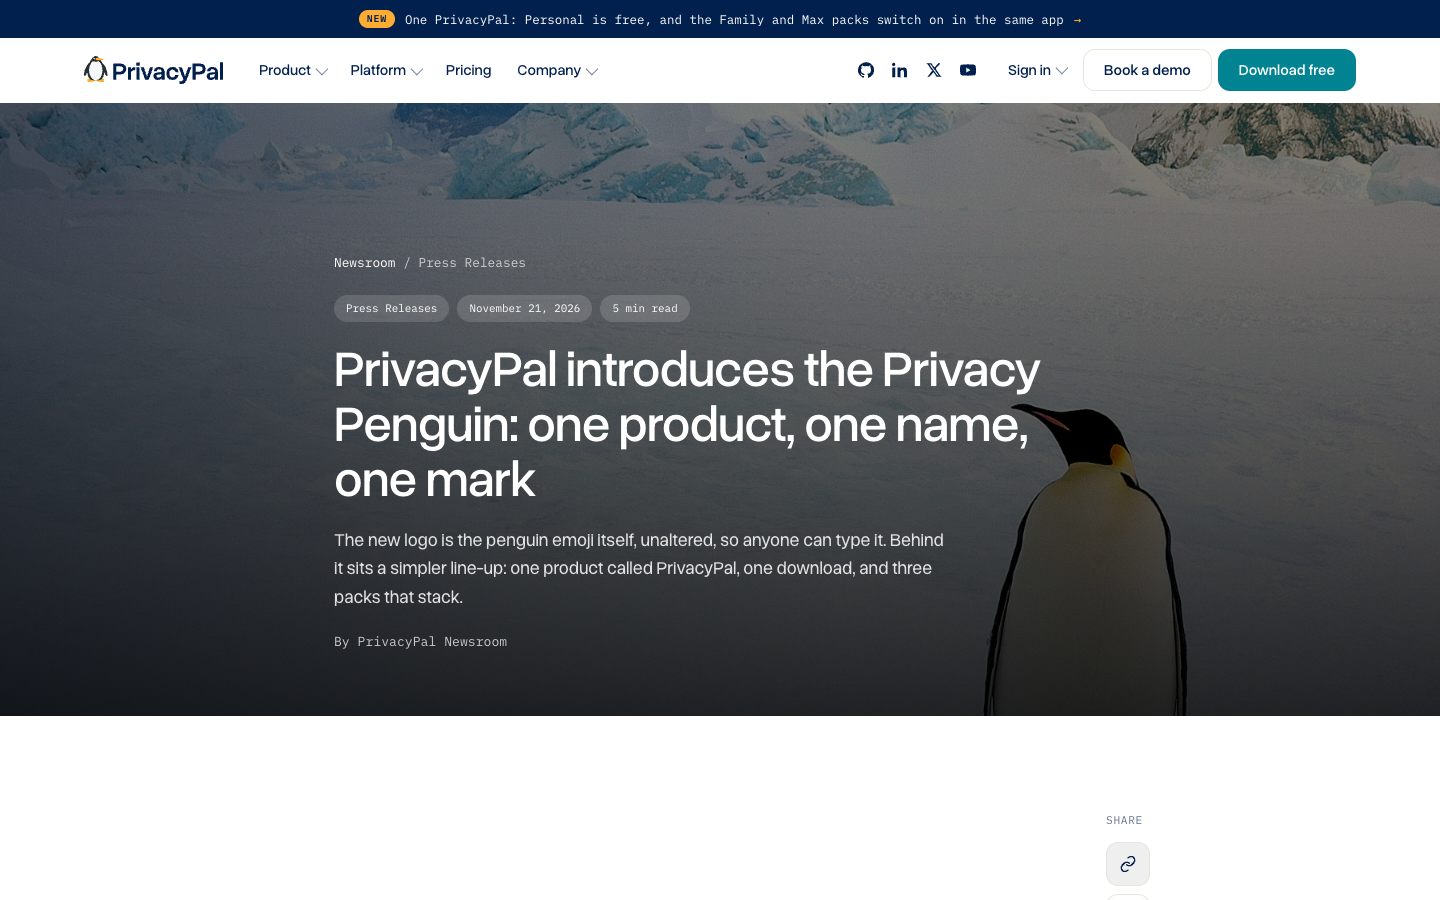 NEW One PrivacyPal: Personal is free, and the Family and Max packs switch on in the same app →
PrivacyPal Product Platform Pricing Company Sign in Book a demo Download free
Newsroom / Press Releases
Press Releases November 21, 2026 5 min read
PrivacyPal introduces the Privacy
Penguin: one product, one name,
one mark
The new logo is the penguin emoji itself, unaltered, so anyone can type it. Behind
it sits a simpler line-up: one product called PrivacyPal, one download, and three
packs that stack.
By PrivacyPal Newsroom
SHARE